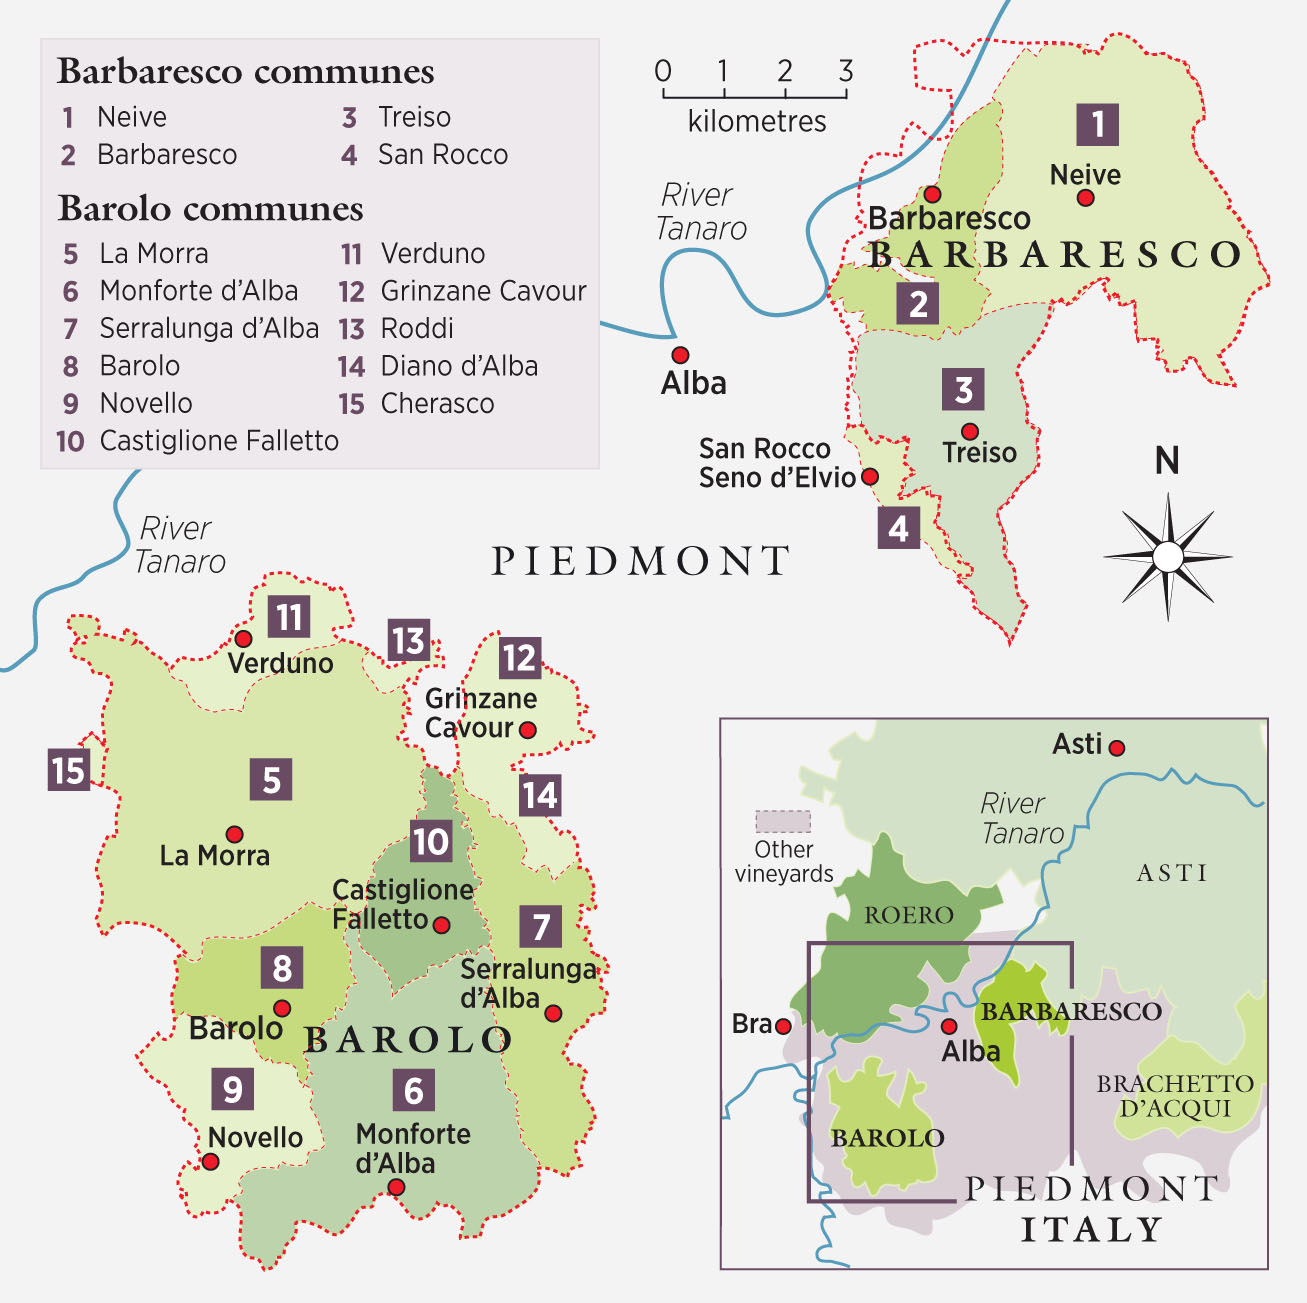 Barbaresco communes
1 Neive
2 Barbaresco
3 Treiso
4 San Rocco
Barolo communes
5 La Morra
6 Monforte d’Alba
7 Serralunga d’Alba
8 Barolo
9 Novello
10 Castiglione Falletto
11 Verduno
12 Grinzane Cavour
13 Roddi
14 Diano d’Alba
15 Cherasco
0 1 2 3
kilometres
River
Tanaro
1
Neive
Barbaresco
BARBARESCO
2
Alba
3
Treiso
San Rocco
Seno d’Elvio
4
N
River
Tanaro
PIEDMONT
11
Verduno
13
12
Grinzane
Cavour
15
5
14
La Morra
10
Castiglione
Falletto
7
8
Serralunga
d’Alba
Barolo
BAROLO
9
6
Novello
Monforte
d’Alba
Asti
River
Tanaro
Other
vineyards
ASTI
ROERO
BARBARESCO
Bra
Alba
BRACHETTO
D’ACQUI
BAROLO
PIEDMONT
ITALY